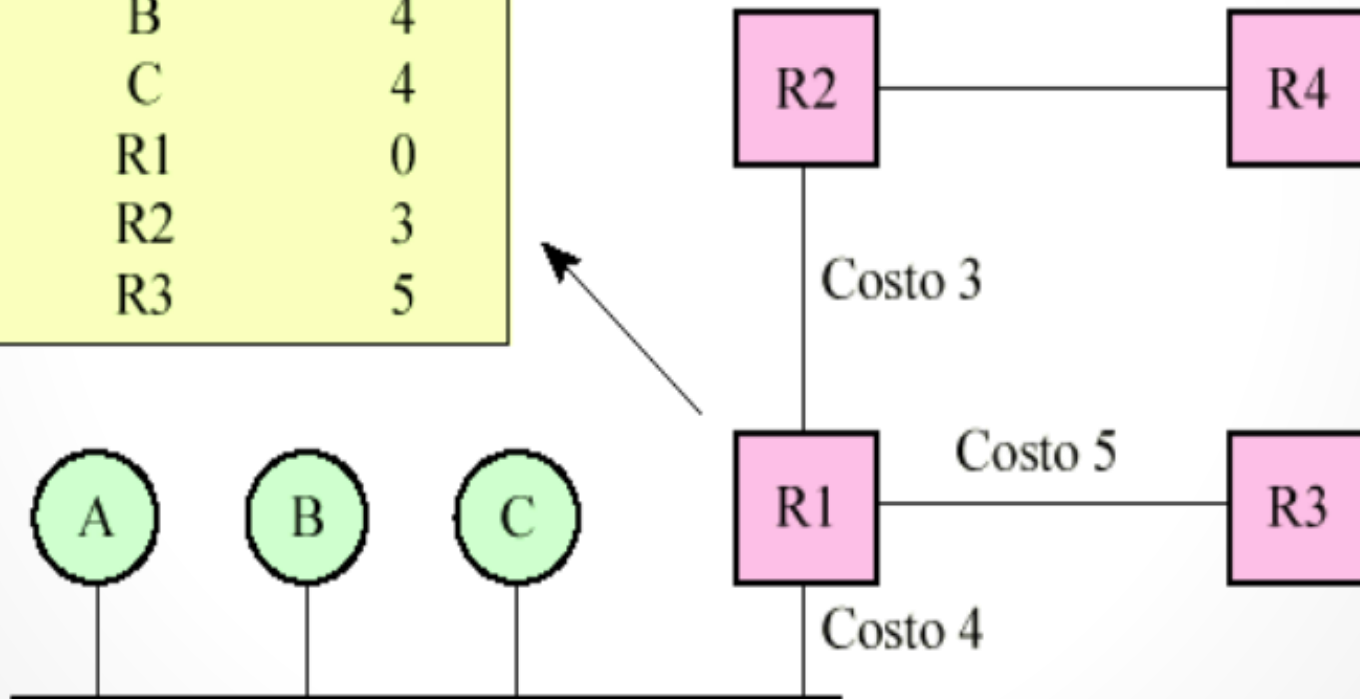 B 4
C 4
R1 0
R2 3
R3 5
R2
R4
Costo 3
Costo 5
R1
R3
Costo 4
A
B
C